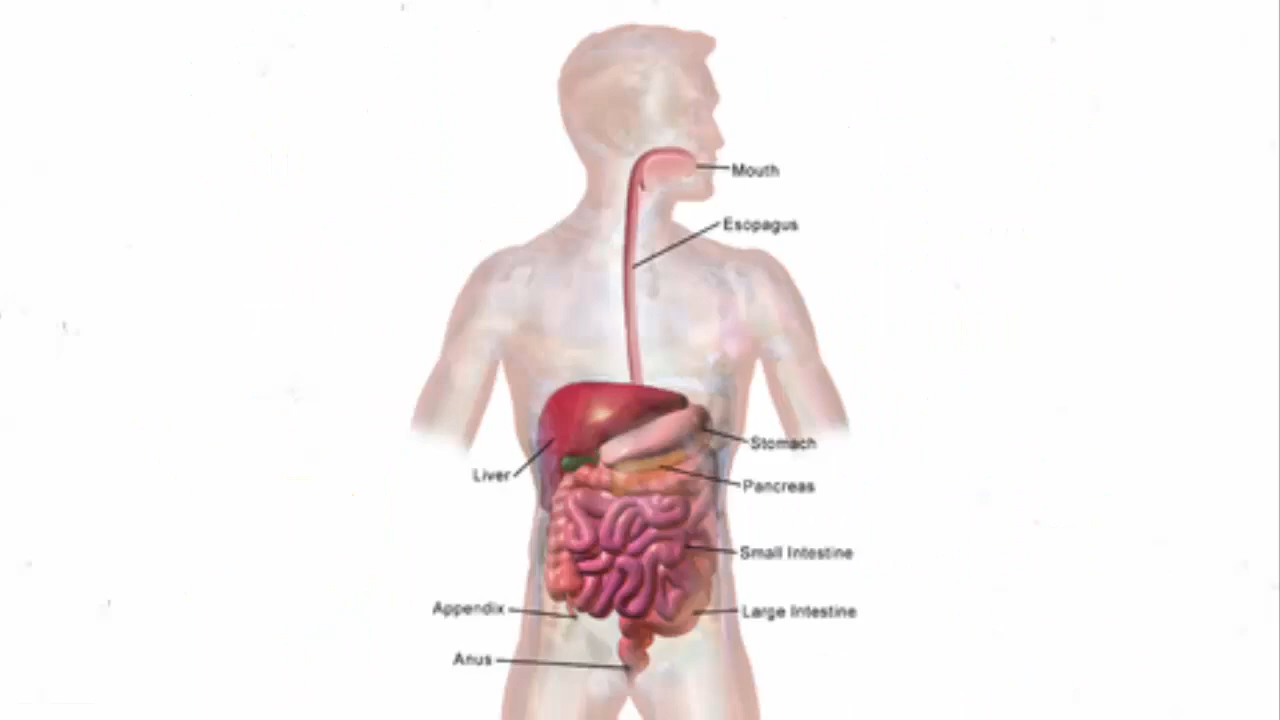 Mouth
Esopagus
Stomach
Liver
Pancreas
Small Intestine
Appendix
Large Intestine
Anus